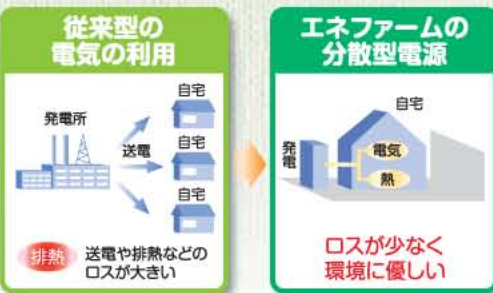 従来型の
電気の利用
発電所
送電
自宅
自宅
自宅
排熱
送電や排熱などの
ロスが大きい
エネファームの
分散型電源
自宅
発電
電気
熱
ロスが少なく
環境に優しい